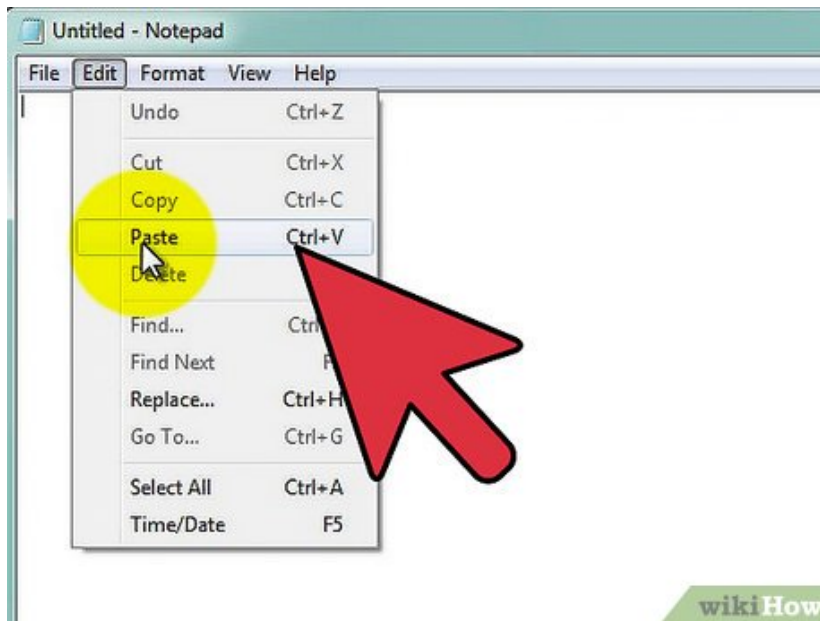 Untitled - Notepad
File Edit Format View Help
Undo Ctrl+Z
Cut Ctrl+X
Copy Ctrl+C
Paste Ctrl+V
Delete
Find...
Find Next
Replace... Ctrl+H
Go To... Ctrl+G
Select All Ctrl+A
Time/Date F5
wikiHow